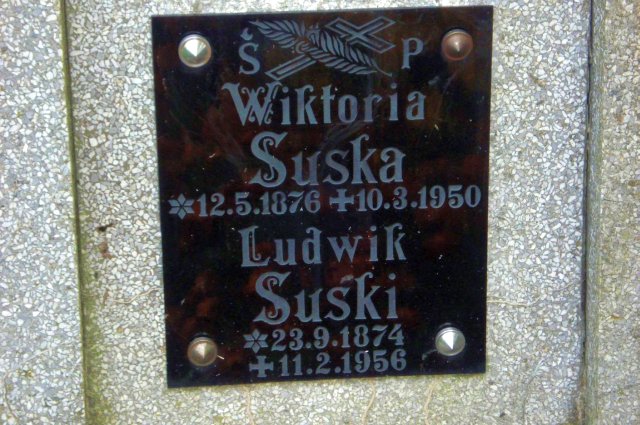 Ś P
Wiktoria
Suska
*12.5.1876 ✝10.3.1950
Ludwik
Suski
*23.9.1874
✝11.2.1956